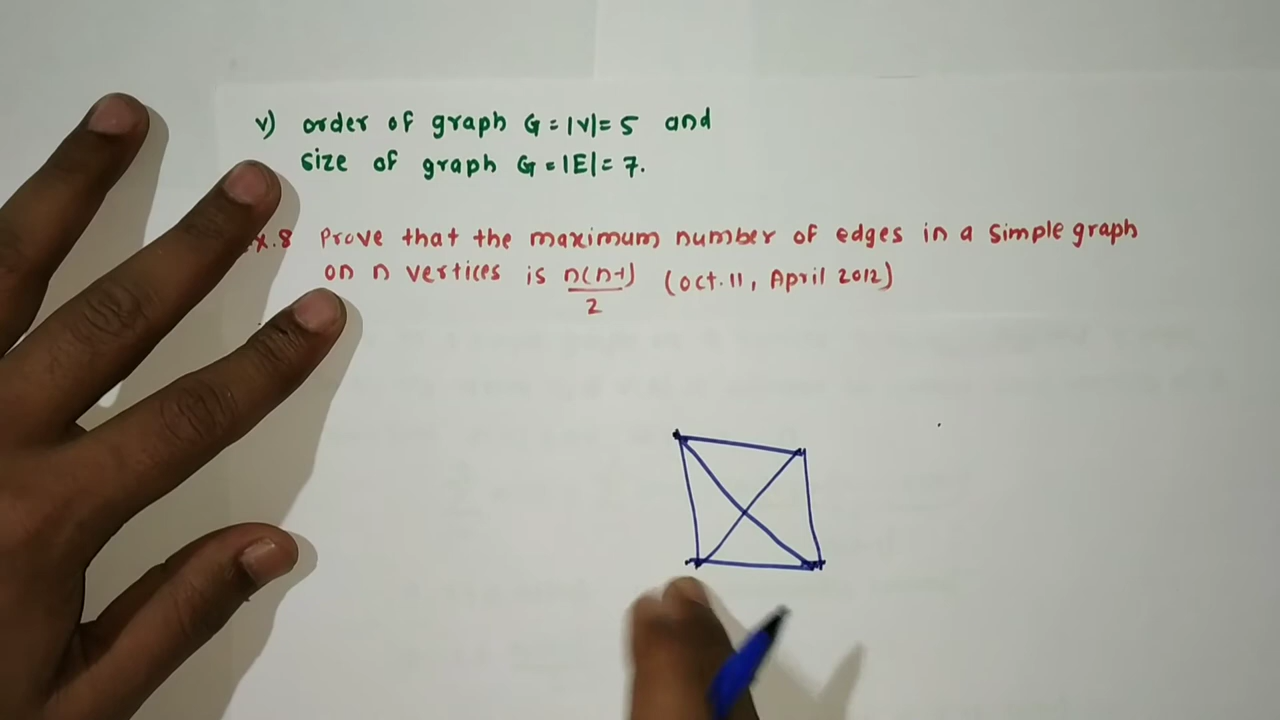 v) order of graph G = |V| = 5 and
size of graph G = |E| = 7.
x.8 Prove that the maximum number of edges in a simple graph
on n vertices is n(n-1)/2 (Oct.11, April 2012)